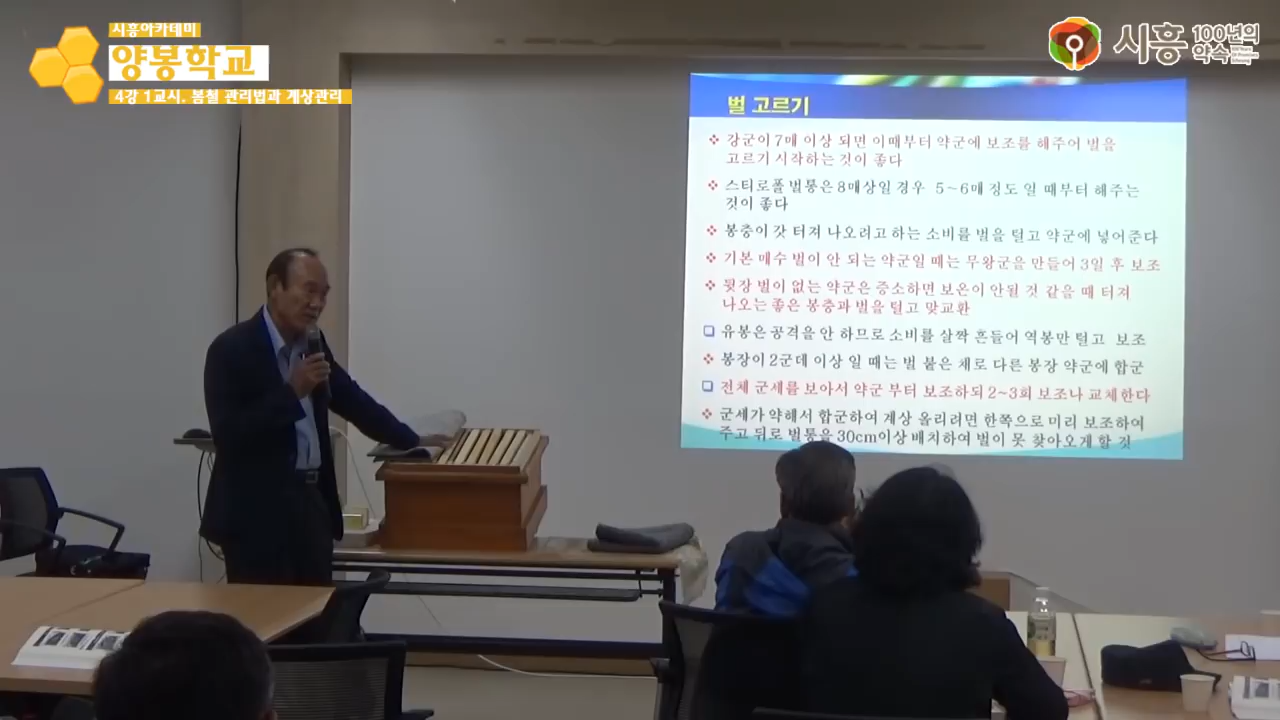 시흥아카데미
양봉학교
4강 1교시. 봄철 관리법과 계상관리
시흥 100년의
약속
벌 고르기
강군이 7매 이상 되면 이때부터 약군에 보조를 해주어 벌을
고르기 시작하는 것이 좋다
스티로폴 벌통은 8매상일 경우 5~6매 정도 일 때부터 해주는
것이 좋다
봉충이 갓 터져 나오려고 하는 소비를 벌을 털고 약군에 넣어준다
기본 매수 벌이 안 되는 약군일 때는 무왕군을 만들어 3일 후 보조
뒷장 벌이 없는 약군은 증소하면 보온이 안될 것 같을 때 터져
나오는 좋은 봉충과 벌을 털고 맞교환
유봉은 공격을 안 하므로 소비를 살짝 흔들어 역봉만 털고 보조
봉장이 2군데 이상 일 때는 벌 붙은 채로 다른 봉장 약군에 합군
전체 군세를 보아서 약군 부터 보조하되 2~3회 보조나 교체한다
군세가 약해서 합군하여 계상 올리려면 한쪽으로 미리 보조하여
주고 뒤로 벌통을 30cm이상 배치하여 벌이 못 찾아오게 할 것